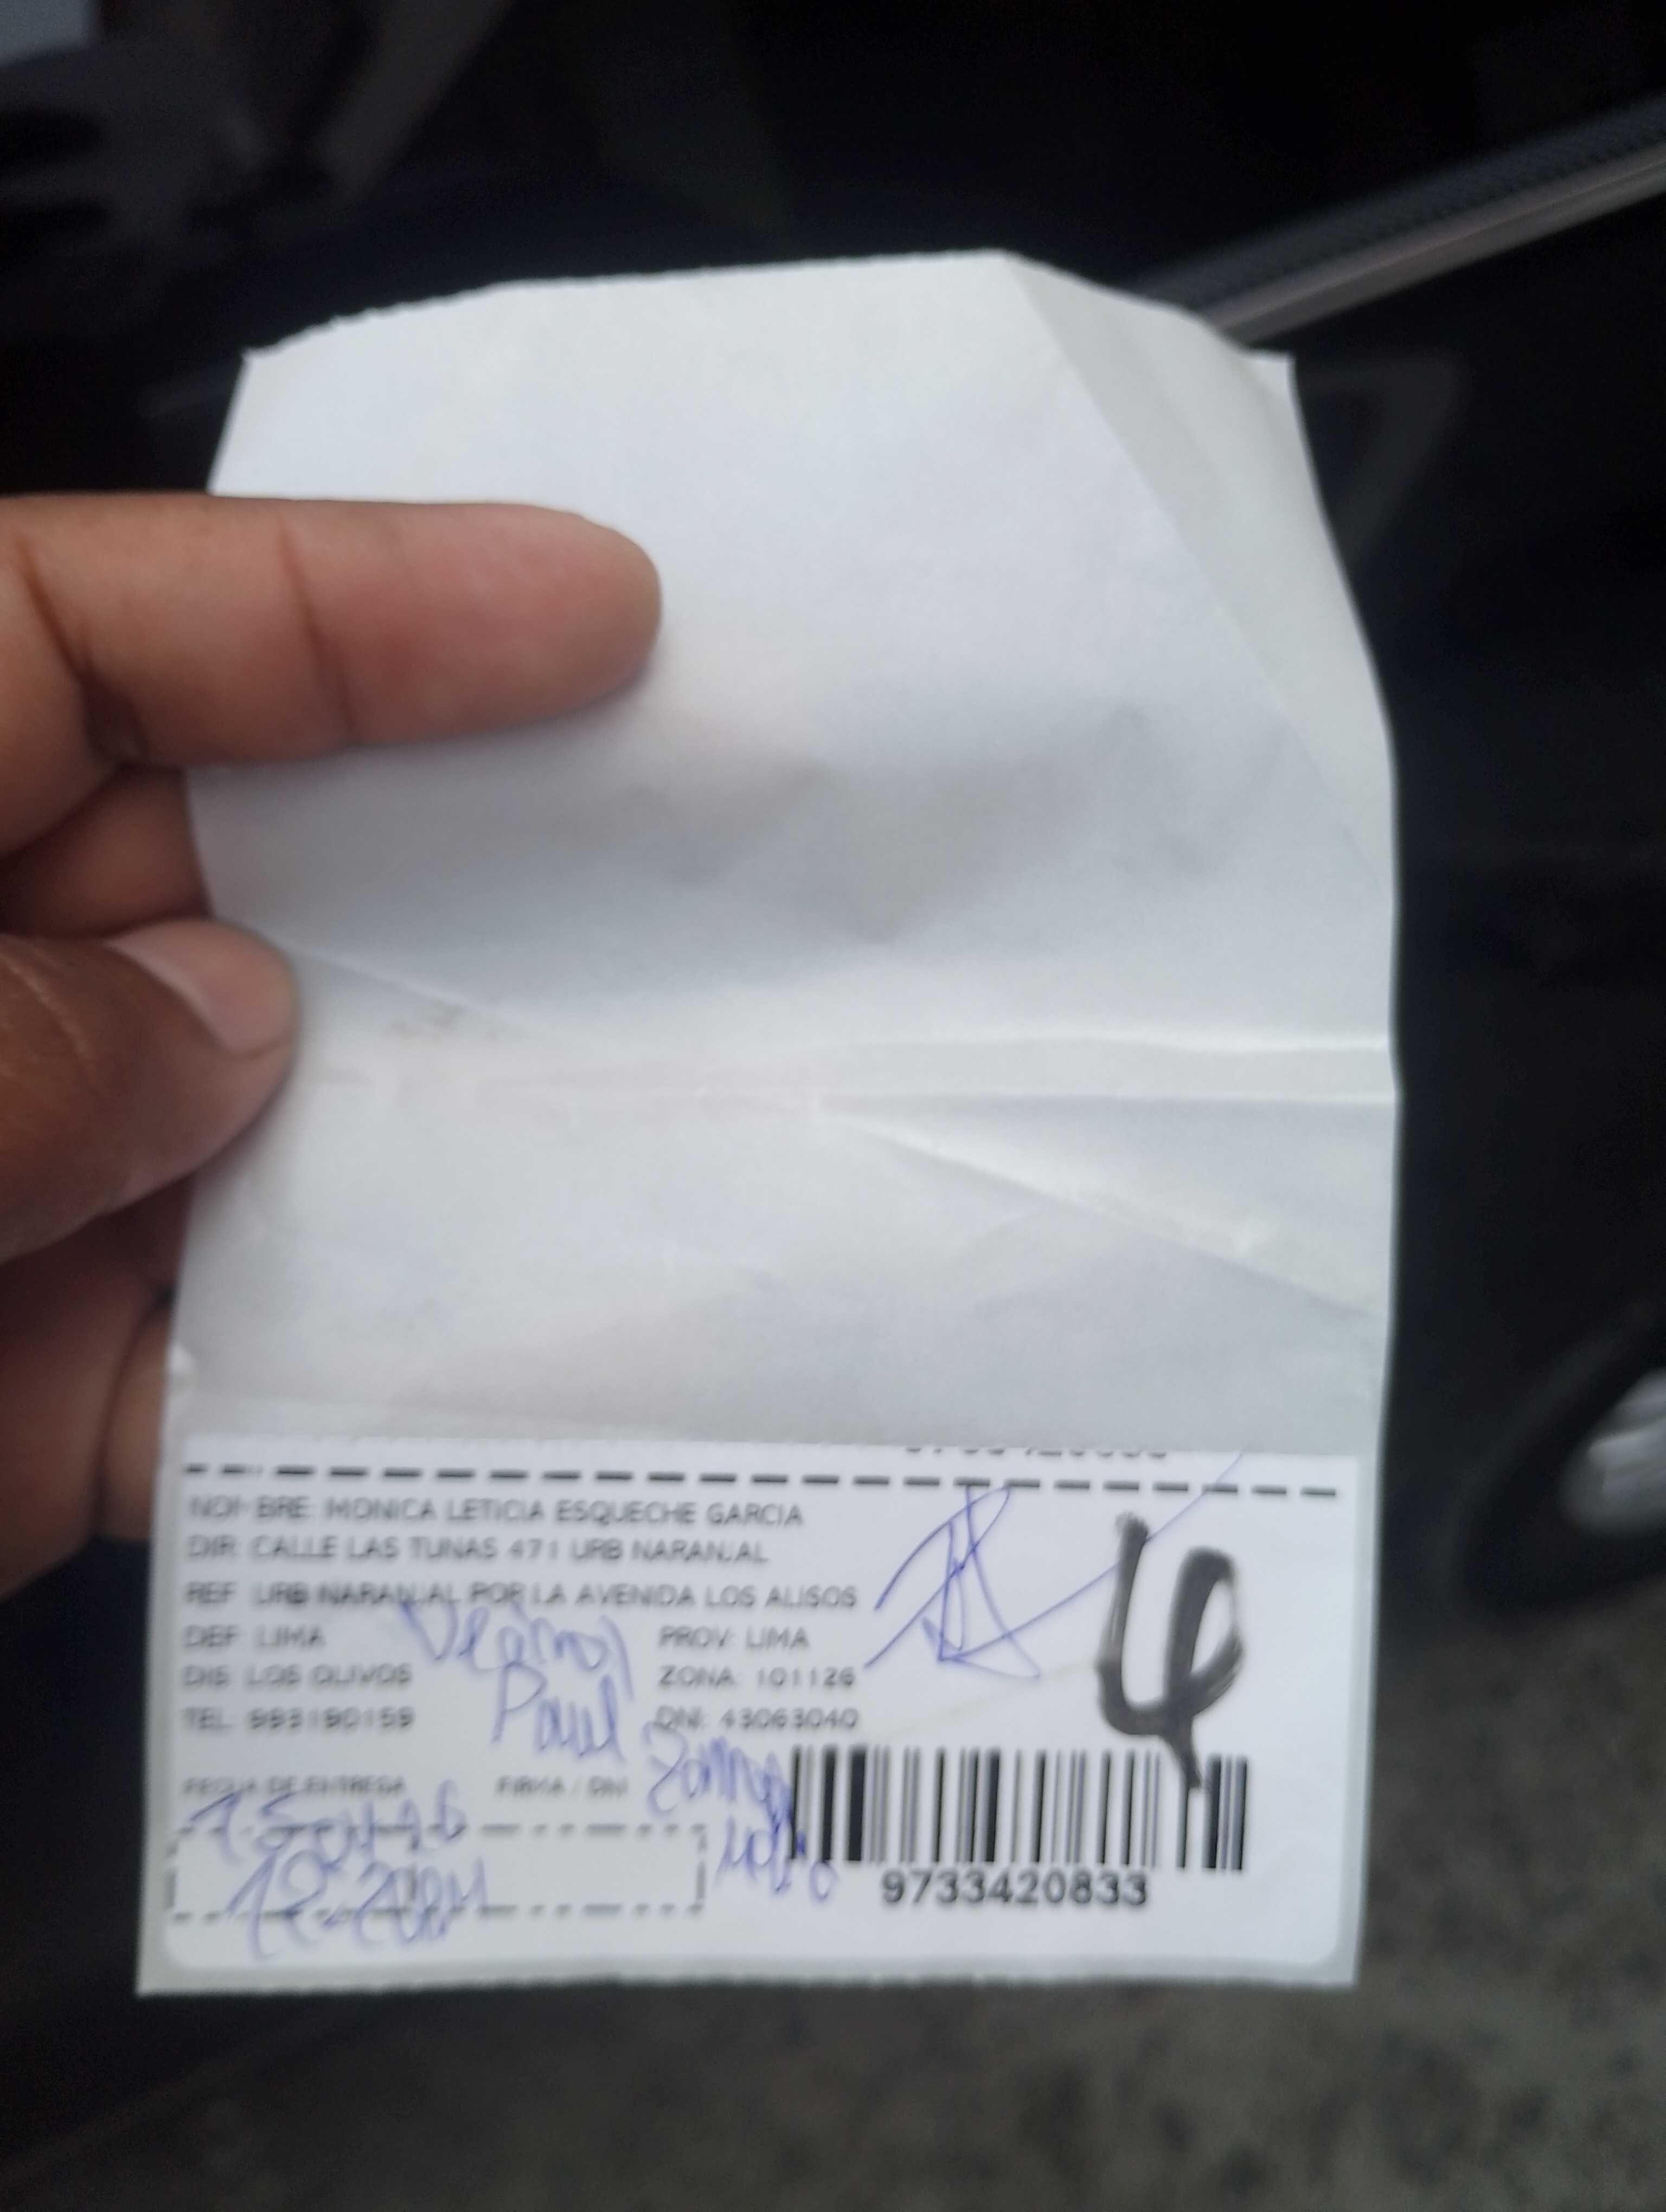 NOMBRE: MONICA LETICIA ESQUECHE GARCIA
DIR: CALLE LAS TUNAS 471 URB NARANJAL
REF: URB NARANJAL POR LA AVENIDA LOS ALISOS
DEP: LIMA PROV: LIMA
DIS: LOS OLIVOS ZONA: 101126
TEL: 993190159 DNI: 43063040
FECHA DE ENTREGA FIRMA / DNI
Paul
4
9733420833